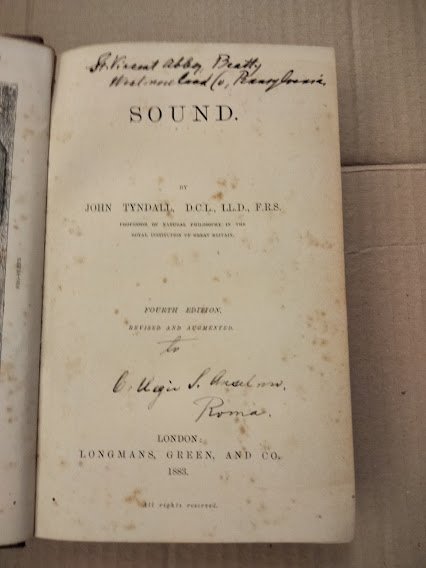 St. Vincent Abbey, Beatty
Westmoreland Co, Pennsylvania.
SOUND.
BY
JOHN TYNDALL, D.C.L., LL.D., F.R.S.
PROFESSOR OF NATURAL PHILOSOPHY IN THE
ROYAL INSTITUTION OF GREAT BRITAIN.
FOURTH EDITION,
REVISED AND AUGMENTED.
to
S. Anselmo,
Roma.
LONDON:
LONGMANS, GREEN, AND CO.
1883.
All rights reserved.